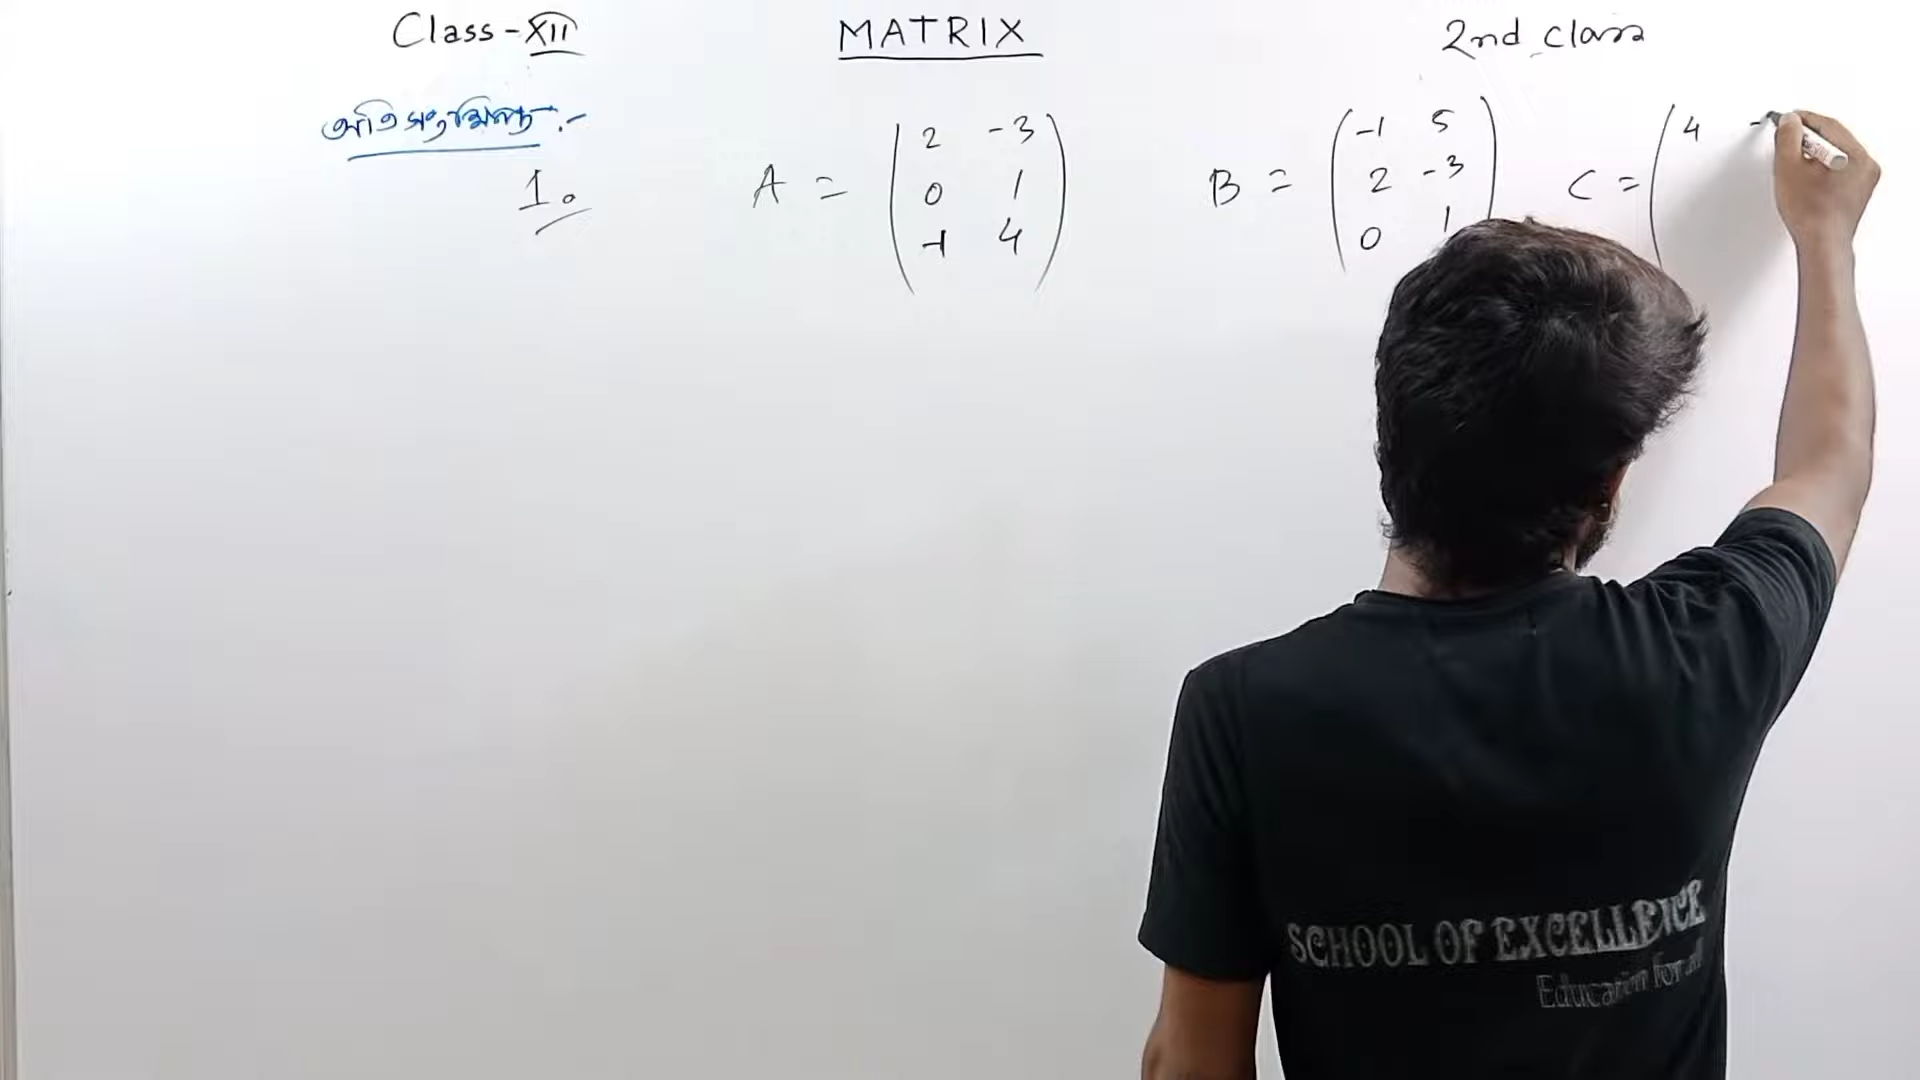 Class - XII MATRIX 2nd class
অতি সংক্ষিপ্ত :-
1. A = ( 2 -3 B = ( -1 5 ) C = ( 4 -
0 1 2 -3
-1 4 ) 0 1
SCHOOL OF EXCELLENCE
Education for all